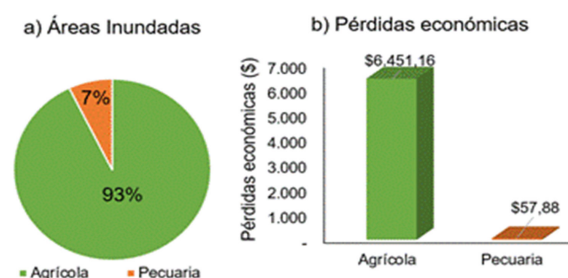 a) Áreas Inundadas
7%
93%
Agrícola
Pecuaria
b) Pérdidas económicas
Pérdidas económicas ($)
7.000
6.000
5.000
4.000
3.000
2.000
1.000
-
$6,451,16
$57,88
Agrícola
Pecuaria